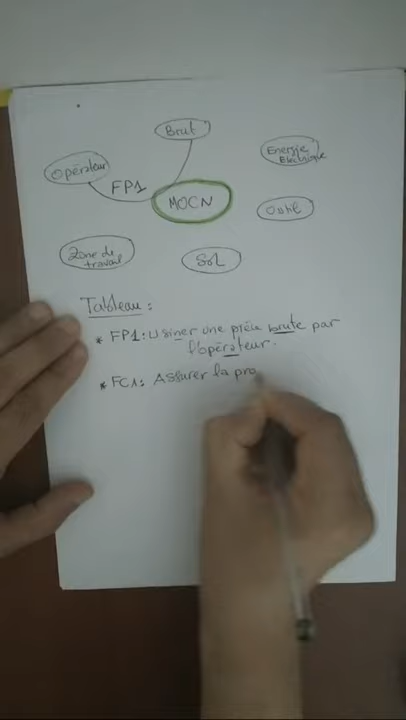 Brut
Opérateur
FP1
Energie
Electrique
MOCN
Outil
Zone de
travail
Sol
Tableau :
* FP1: Usiner une pièce brute par
l'opérateur.
* FC1: Assurer la pro